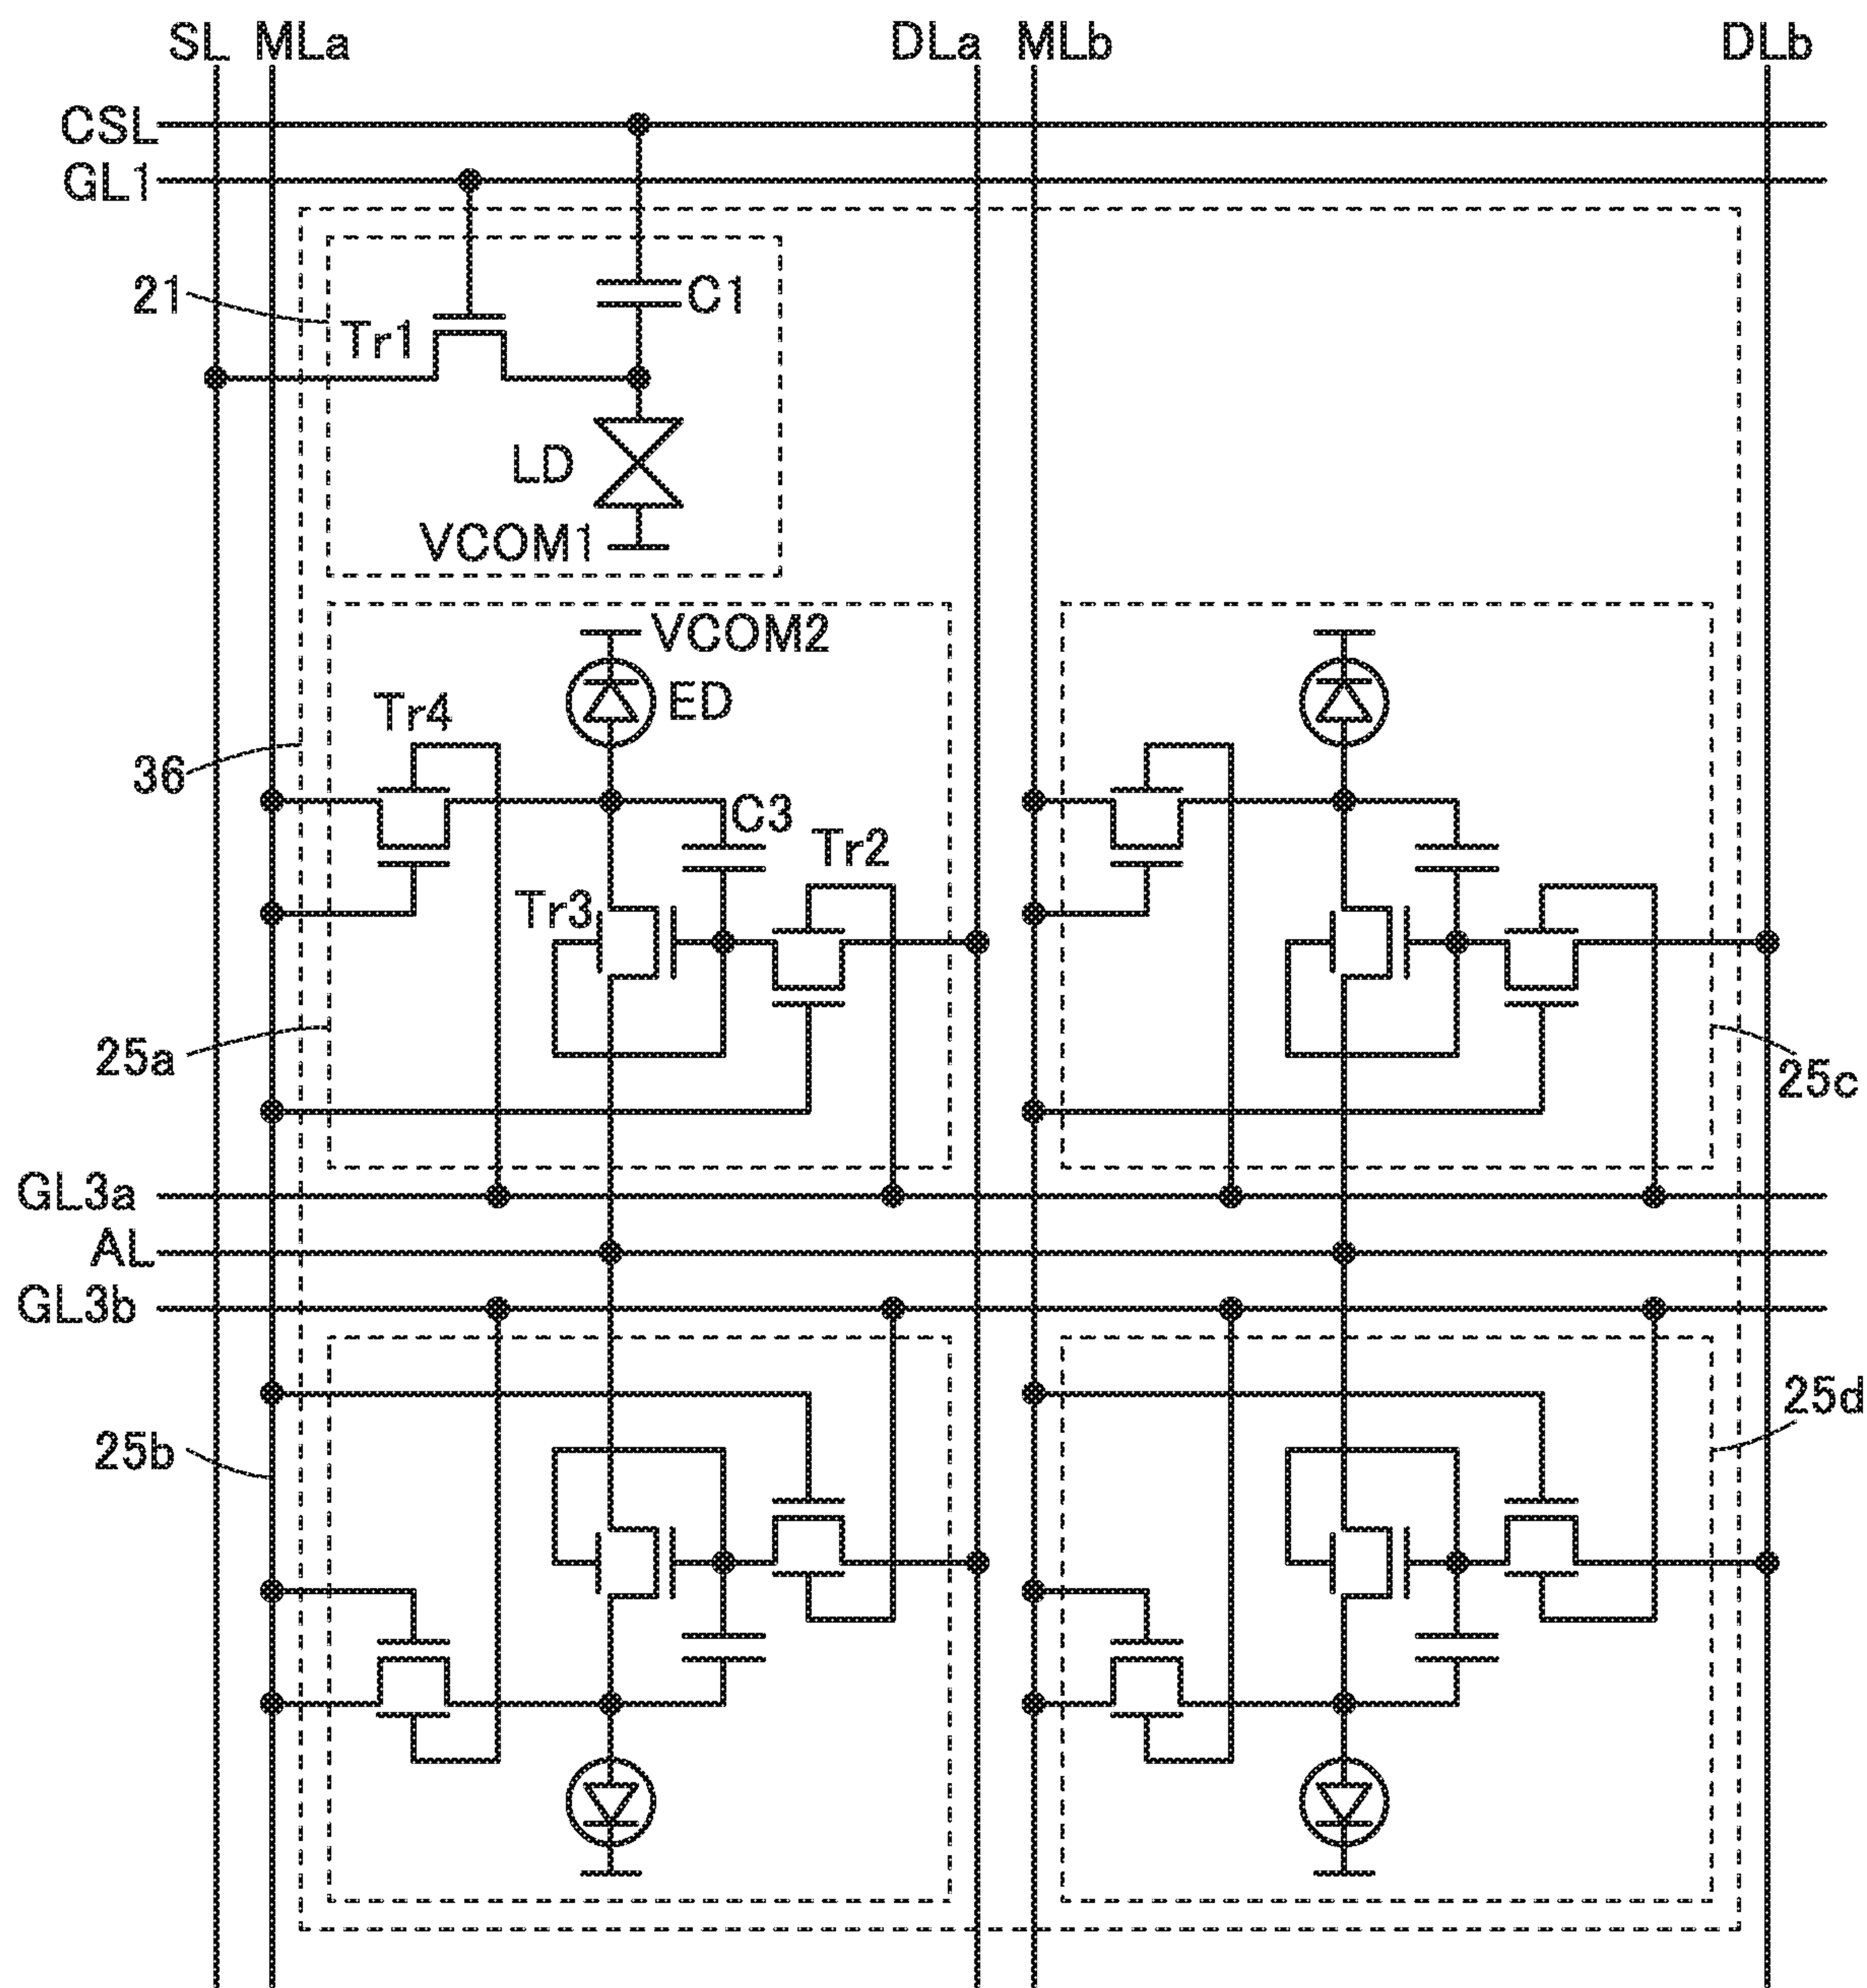 SL MLa DLa MLb DLb
CSL
GL1
21
C1
Tr1
LD
VCOM1
VCOM2
ED
Tr4
36
C3
Tr2
Tr3
25a
25c
GL3a
AL
GL3b
25d
25b